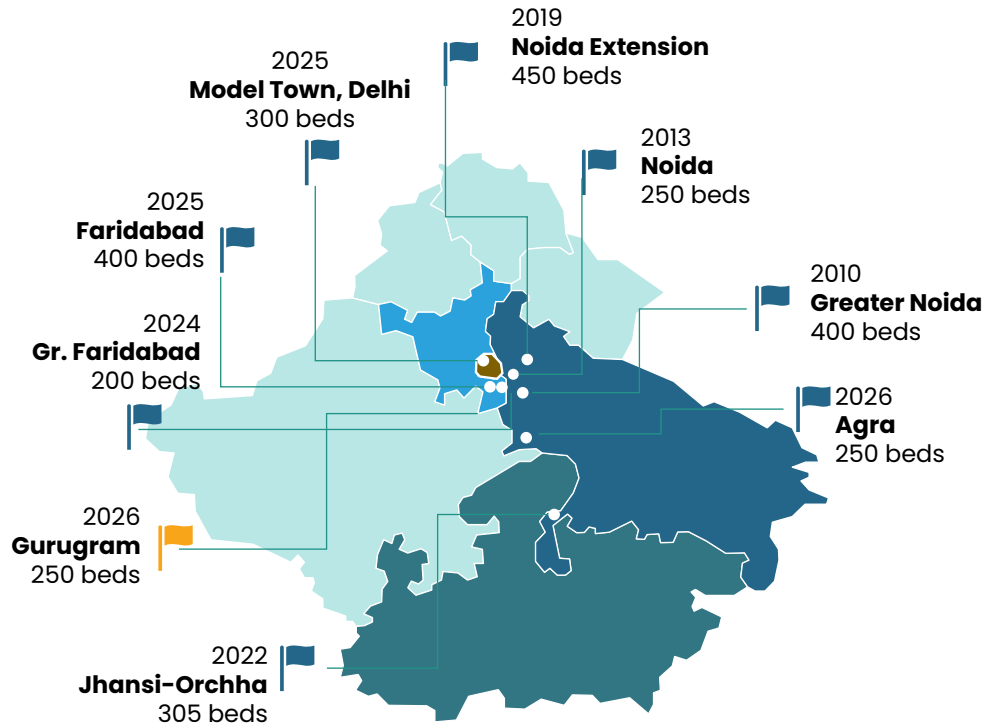 2019
Noida Extension
450 beds
2025
Model Town, Delhi
300 beds
2013
Noida
250 beds
2025
Faridabad
400 beds
2010
Greater Noida
400 beds
2024
Gr. Faridabad
200 beds
2026
Agra
250 beds
2026
Gurugram
250 beds
2022
Jhansi-Orchha
305 beds